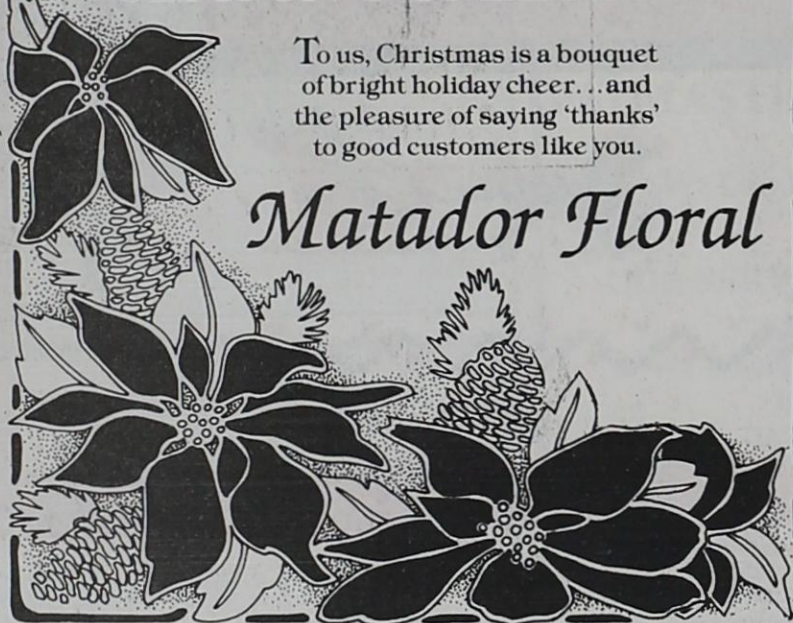 To us, Christmas is a bouquet
of bright holiday cheer...and
the pleasure of saying ‘thanks’
to good customers like you.
Matador Floral